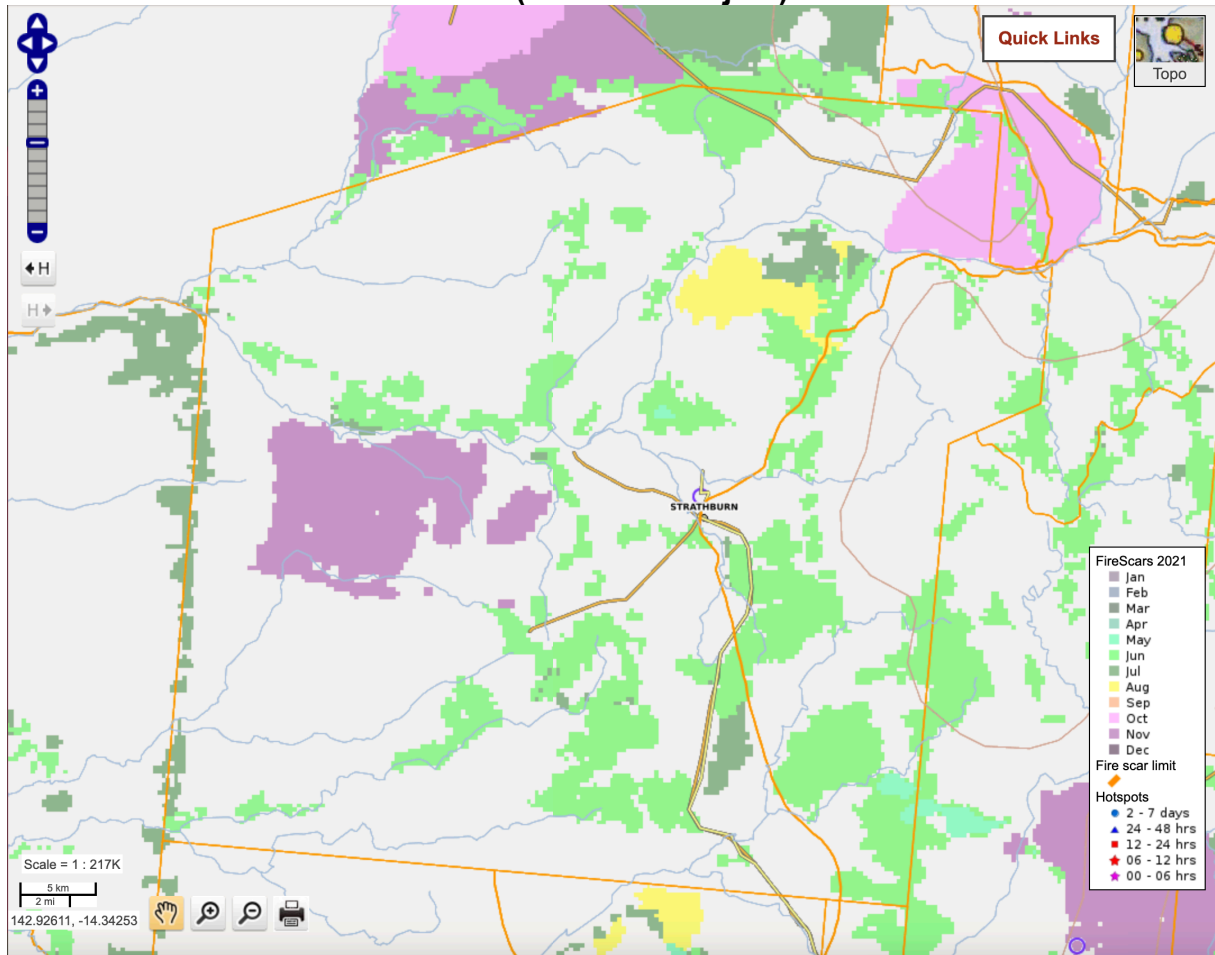 Quick Links
Topo
H
H
STRATHBURN
FireScars 2021
Jan
Feb
Mar
Apr
May
Jun
Jul
Aug
Sep
Oct
Nov
Dec
Fire scar limit
Hotspots
2 - 7 days
24 - 48 hrs
12 - 24 hrs
06 - 12 hrs
00 - 06 hrs
Scale = 1 : 217K
5 km
2 mi
142.92611, -14.34253